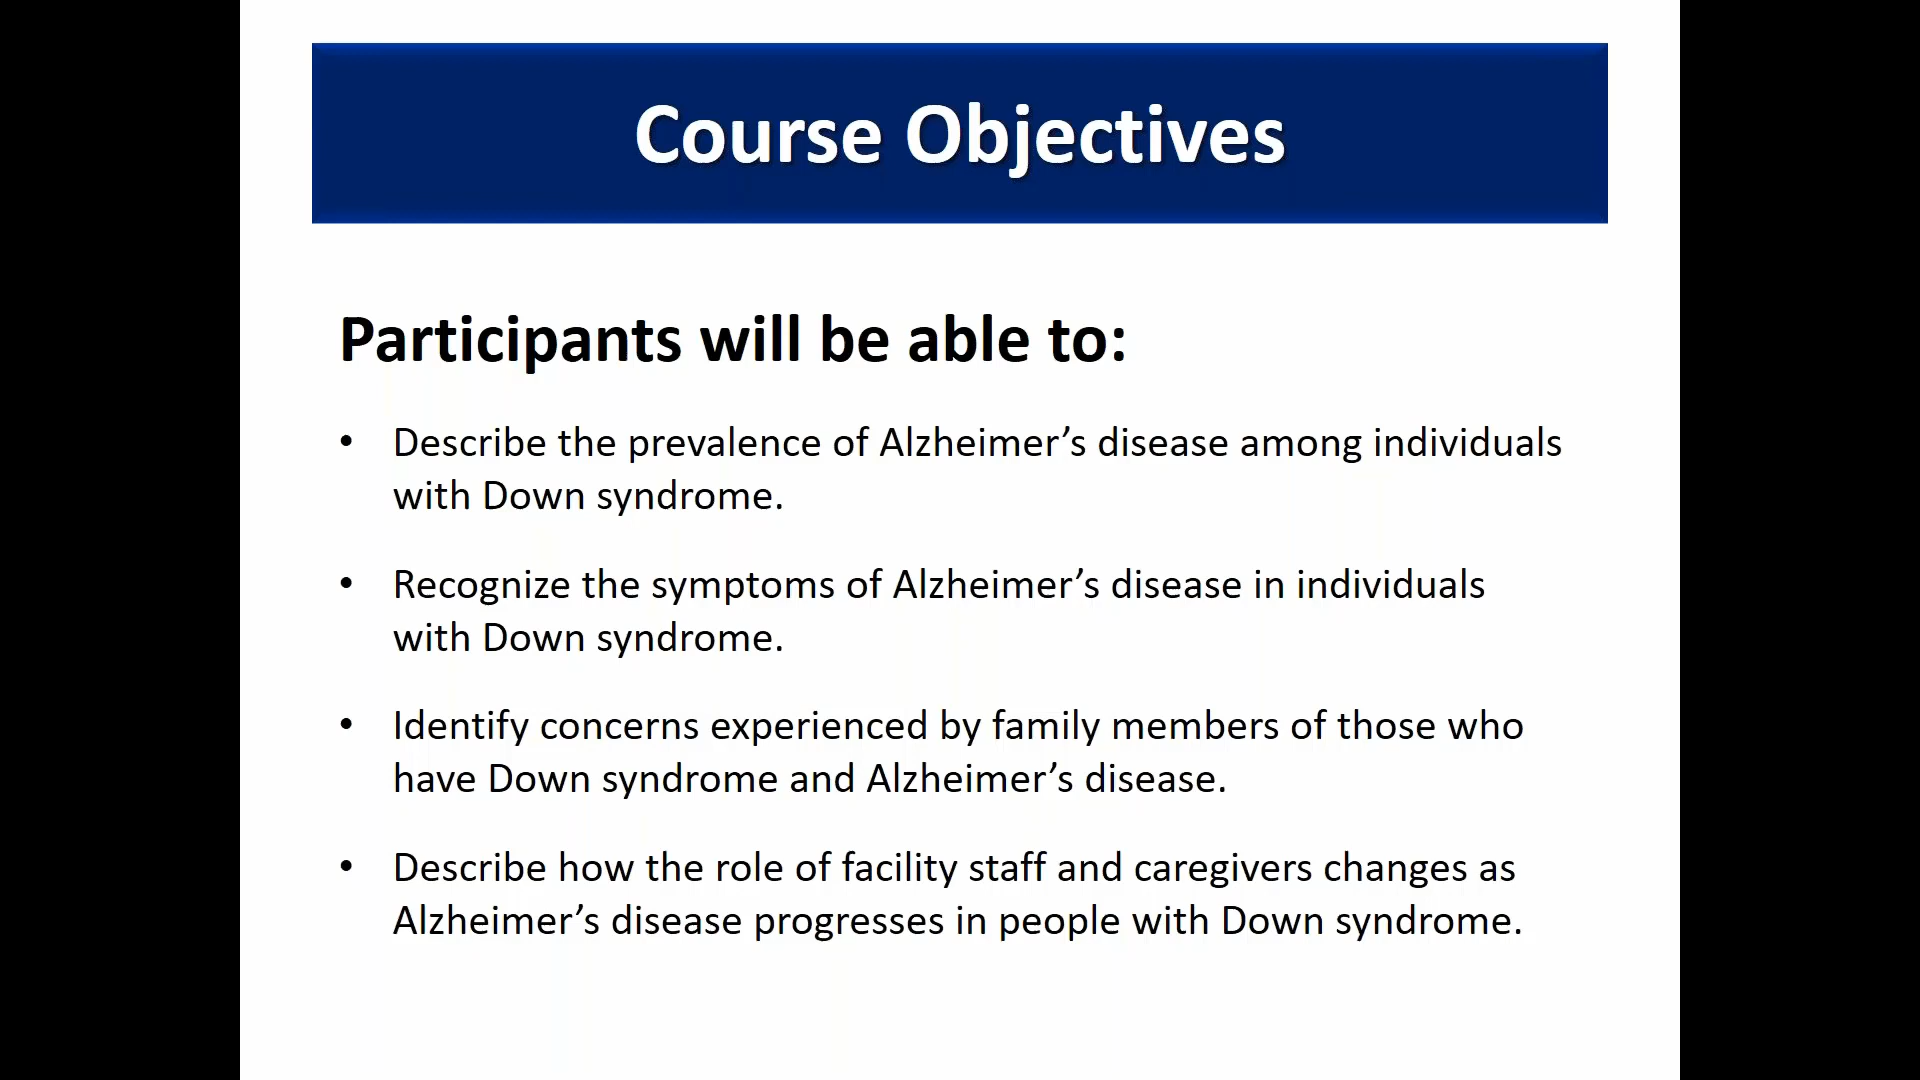 Course Objectives
Participants will be able to:
• Describe the prevalence of Alzheimer’s disease among individuals
with Down syndrome.
• Recognize the symptoms of Alzheimer’s disease in individuals
with Down syndrome.
• Identify concerns experienced by family members of those who
have Down syndrome and Alzheimer’s disease.
• Describe how the role of facility staff and caregivers changes as
Alzheimer’s disease progresses in people with Down syndrome.